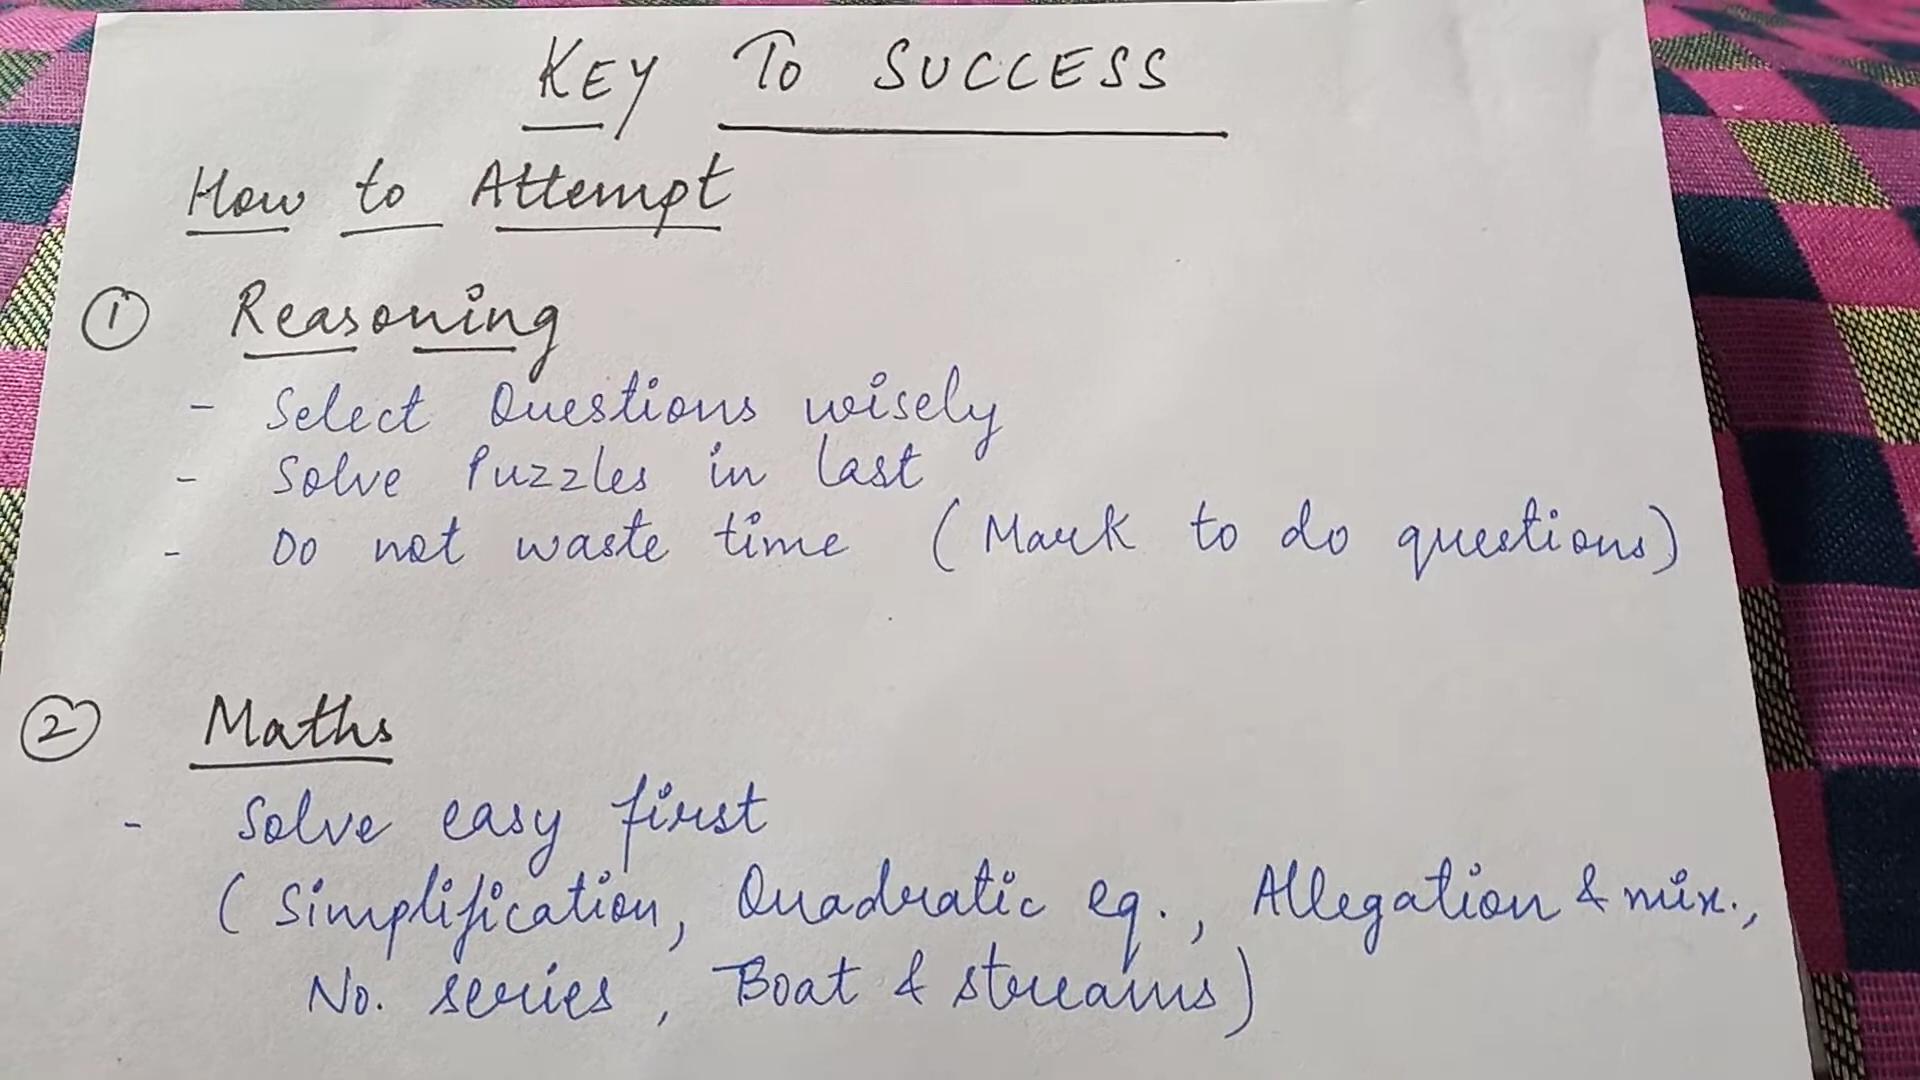 KEY TO SUCCESS
How to Attempt
① Reasoning
- Select Questions wisely
- Solve Puzzles in last
- Do not waste time (Mark to do questions)
② Maths
- Solve easy first
(Simplification, Quadratic eq., Allegation & mix.,
No. series, Boat & streams)